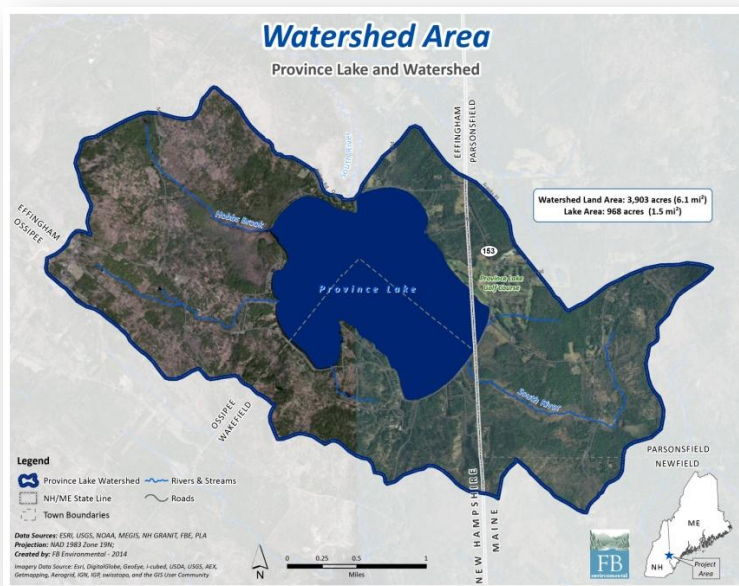 Watershed Area
Province Lake and Watershed
South River
EFFINGHAM
PARSONSFIELD
Watershed Land Area: 3,903 acres (6.1 mi²)
Lake Area: 968 acres (1.5 mi²)
Hobbs Brook
EFFINGHAM
OSSIPEE
153
Province Lake
Province Lake
Golf Course
South River
OSSIPEE
WAKEFIELD
PARSONSFIELD
NEWFIELD
Legend
Province Lake Watershed
Rivers & Streams
NH/ME State Line
Roads
Town Boundaries
NEW HAMPSHIRE
MAINE
ME
NH
Project
Area
FB
environmental
Data Sources: ESRI, USGS, NOAA, MEGIS, NH GRANIT, FBE, PLA
Projection: NAD 1983 Zone 19N;
Created by: FB Environmental - 2014
Imagery Data Source: Esri, DigitalGlobe, GeoEye, i-cubed, USDA, USGS, AEX,
Getmapping, Aerogrid, IGN, IGP, swisstopo, and the GIS User Community
N
0 0.25 0.5 1
Miles